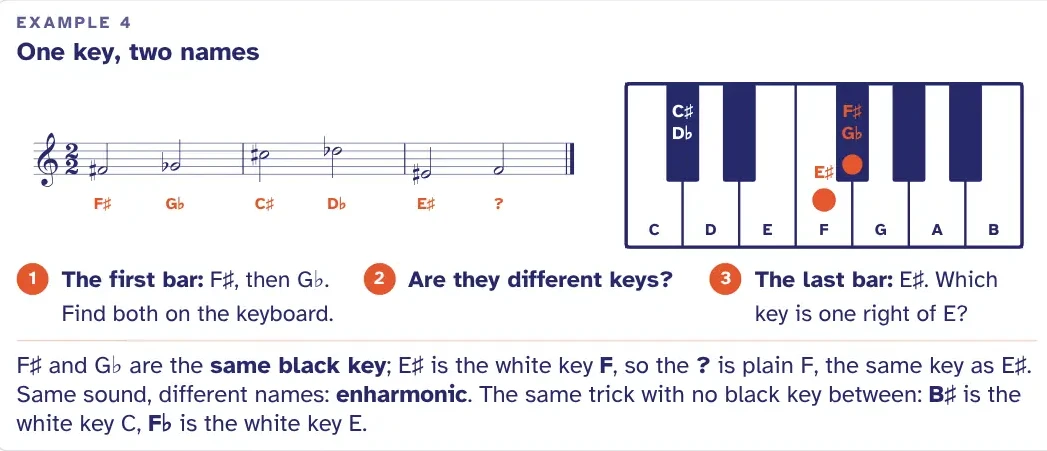 EXAMPLE 4
One key, two names
2
2
F♯ G♭ C♯ D♭ E♯ ?
C♯
D♭
F♯
G♭
E♯
C D E F G A B
1 The first bar: F♯, then G♭.
Find both on the keyboard.
2 Are they different keys?
3 The last bar: E♯. Which
key is one right of E?
F♯ and G♭ are the same black key; E♯ is the white key F, so the ? is plain F, the same key as E♯.
Same sound, different names: enharmonic. The same trick with no black key between: B♯ is the
white key C, F♭ is the white key E.